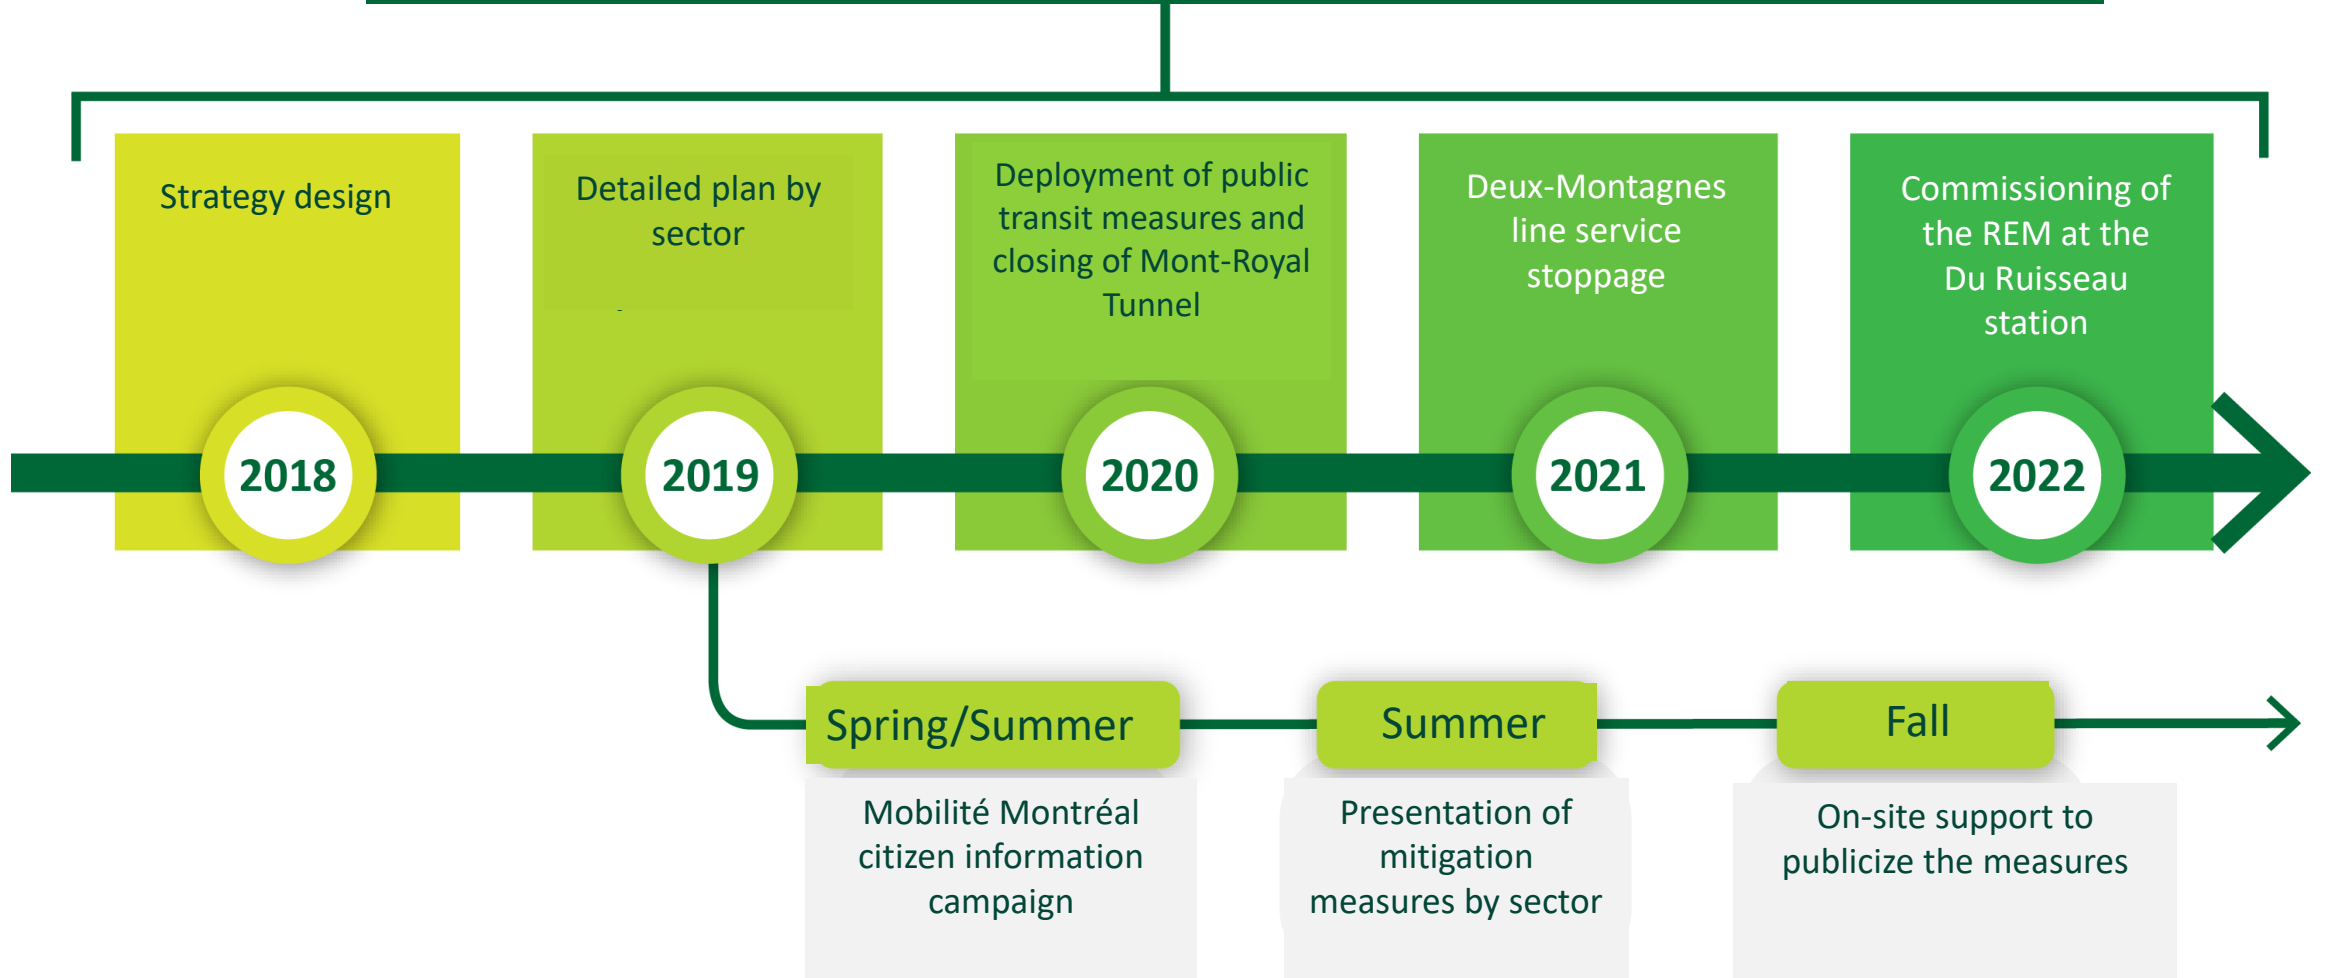 Strategy design
Detailed plan by
sector
Deployment of public
transit measures and
closing of Mont-Royal
Tunnel
Deux-Montagnes
line service
stoppage
Commissioning of
the REM at the
Du Ruisseau
station
2018
2019
2020
2021
2022
Spring/Summer
Summer
Fall
Mobilité Montréal
citizen information
campaign
Presentation of
mitigation
measures by sector
On-site support to
publicize the measures